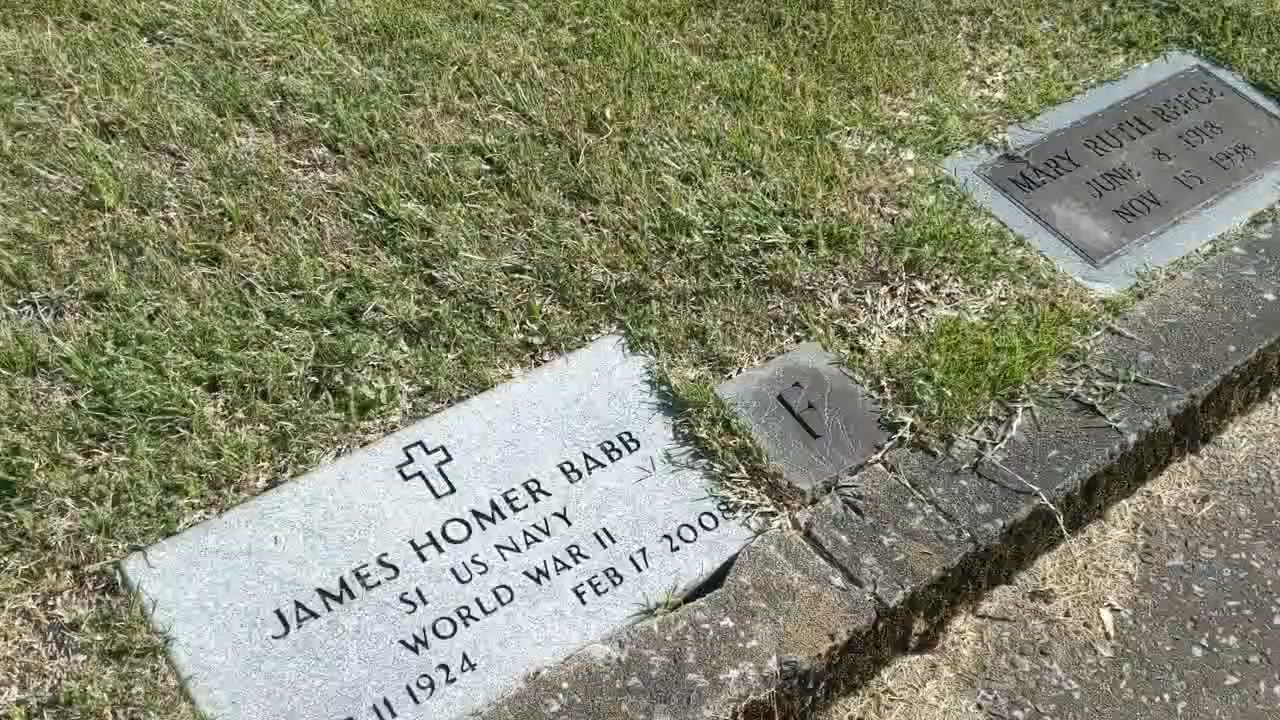 JAMES HOMER BABB
S1 US NAVY
WORLD WAR II
11 1924 FEB 17 2008
F
MARY RUTH REECE
JUNE 8 1918
NOV. 15 1998